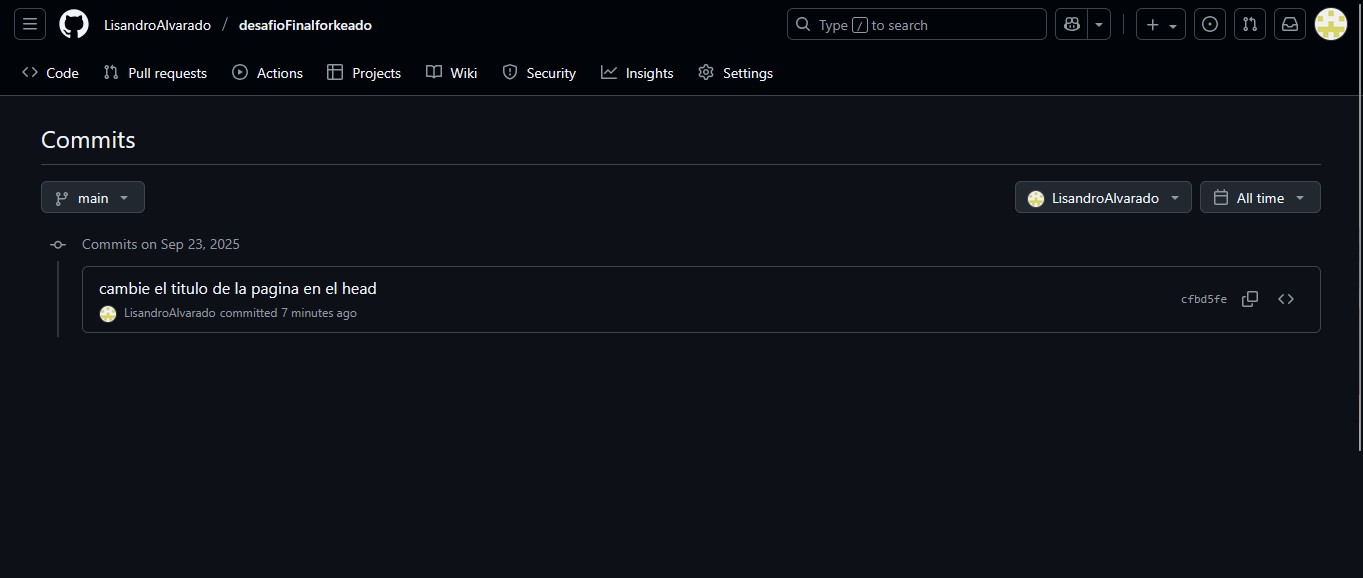 LisandroAlvarado / desafioFinalforkeado
Type / to search
Code Pull requests Actions Projects Wiki Security Insights Settings
Commits
main LisandroAlvarado All time
Commits on Sep 23, 2025
cambie el titulo de la pagina en el head
LisandroAlvarado committed 7 minutes ago
cfbd5fe